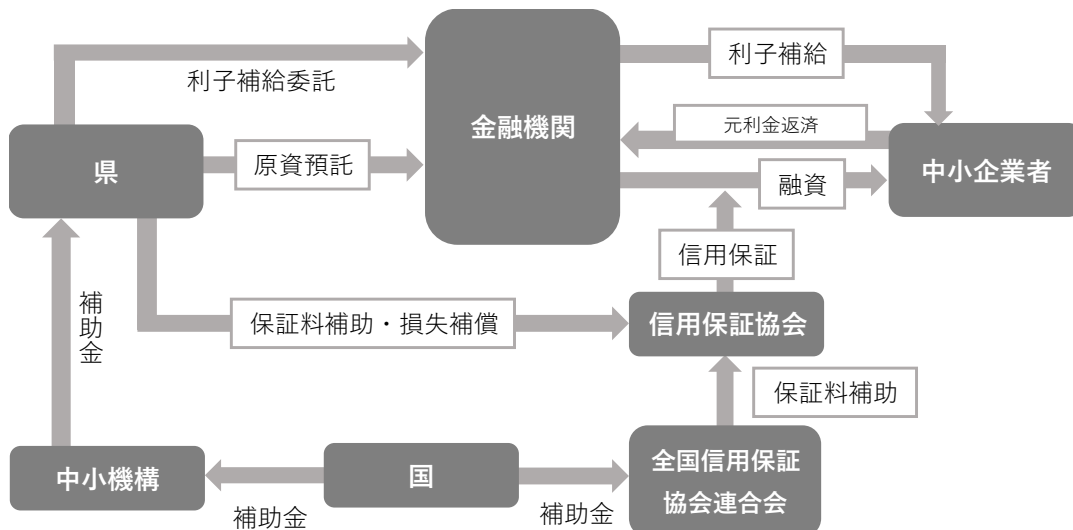 利子補給
利子補給委託
金融機関
元利金返済
県
原資預託
融資
中小企業者
信用保証
補助金
保証料補助・損失補償
信用保証協会
保証料補助
中小機構
国
全国信用保証
協会連合会
補助金
補助金